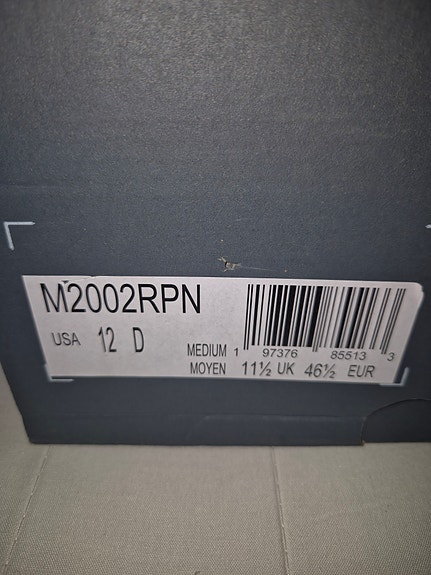 M2002RPN
USA 12 D
MEDIUM 1 97376 85513 3
MOYEN 11½ UK 46½ EUR